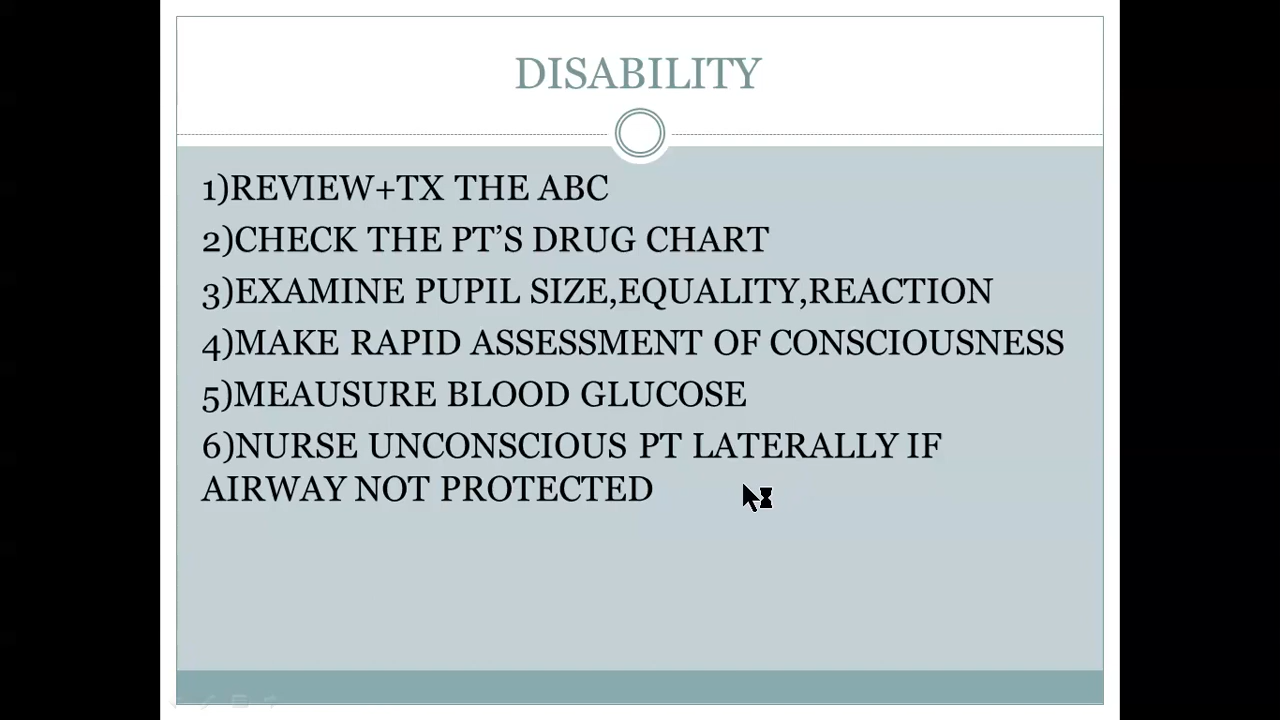 DISABILITY
1)REVIEW+TX THE ABC
2)CHECK THE PT’S DRUG CHART
3)EXAMINE PUPIL SIZE,EQUALITY,REACTION
4)MAKE RAPID ASSESSMENT OF CONSCIOUSNESS
5)MEAUSURE BLOOD GLUCOSE
6)NURSE UNCONSCIOUS PT LATERALLY IF
AIRWAY NOT PROTECTED